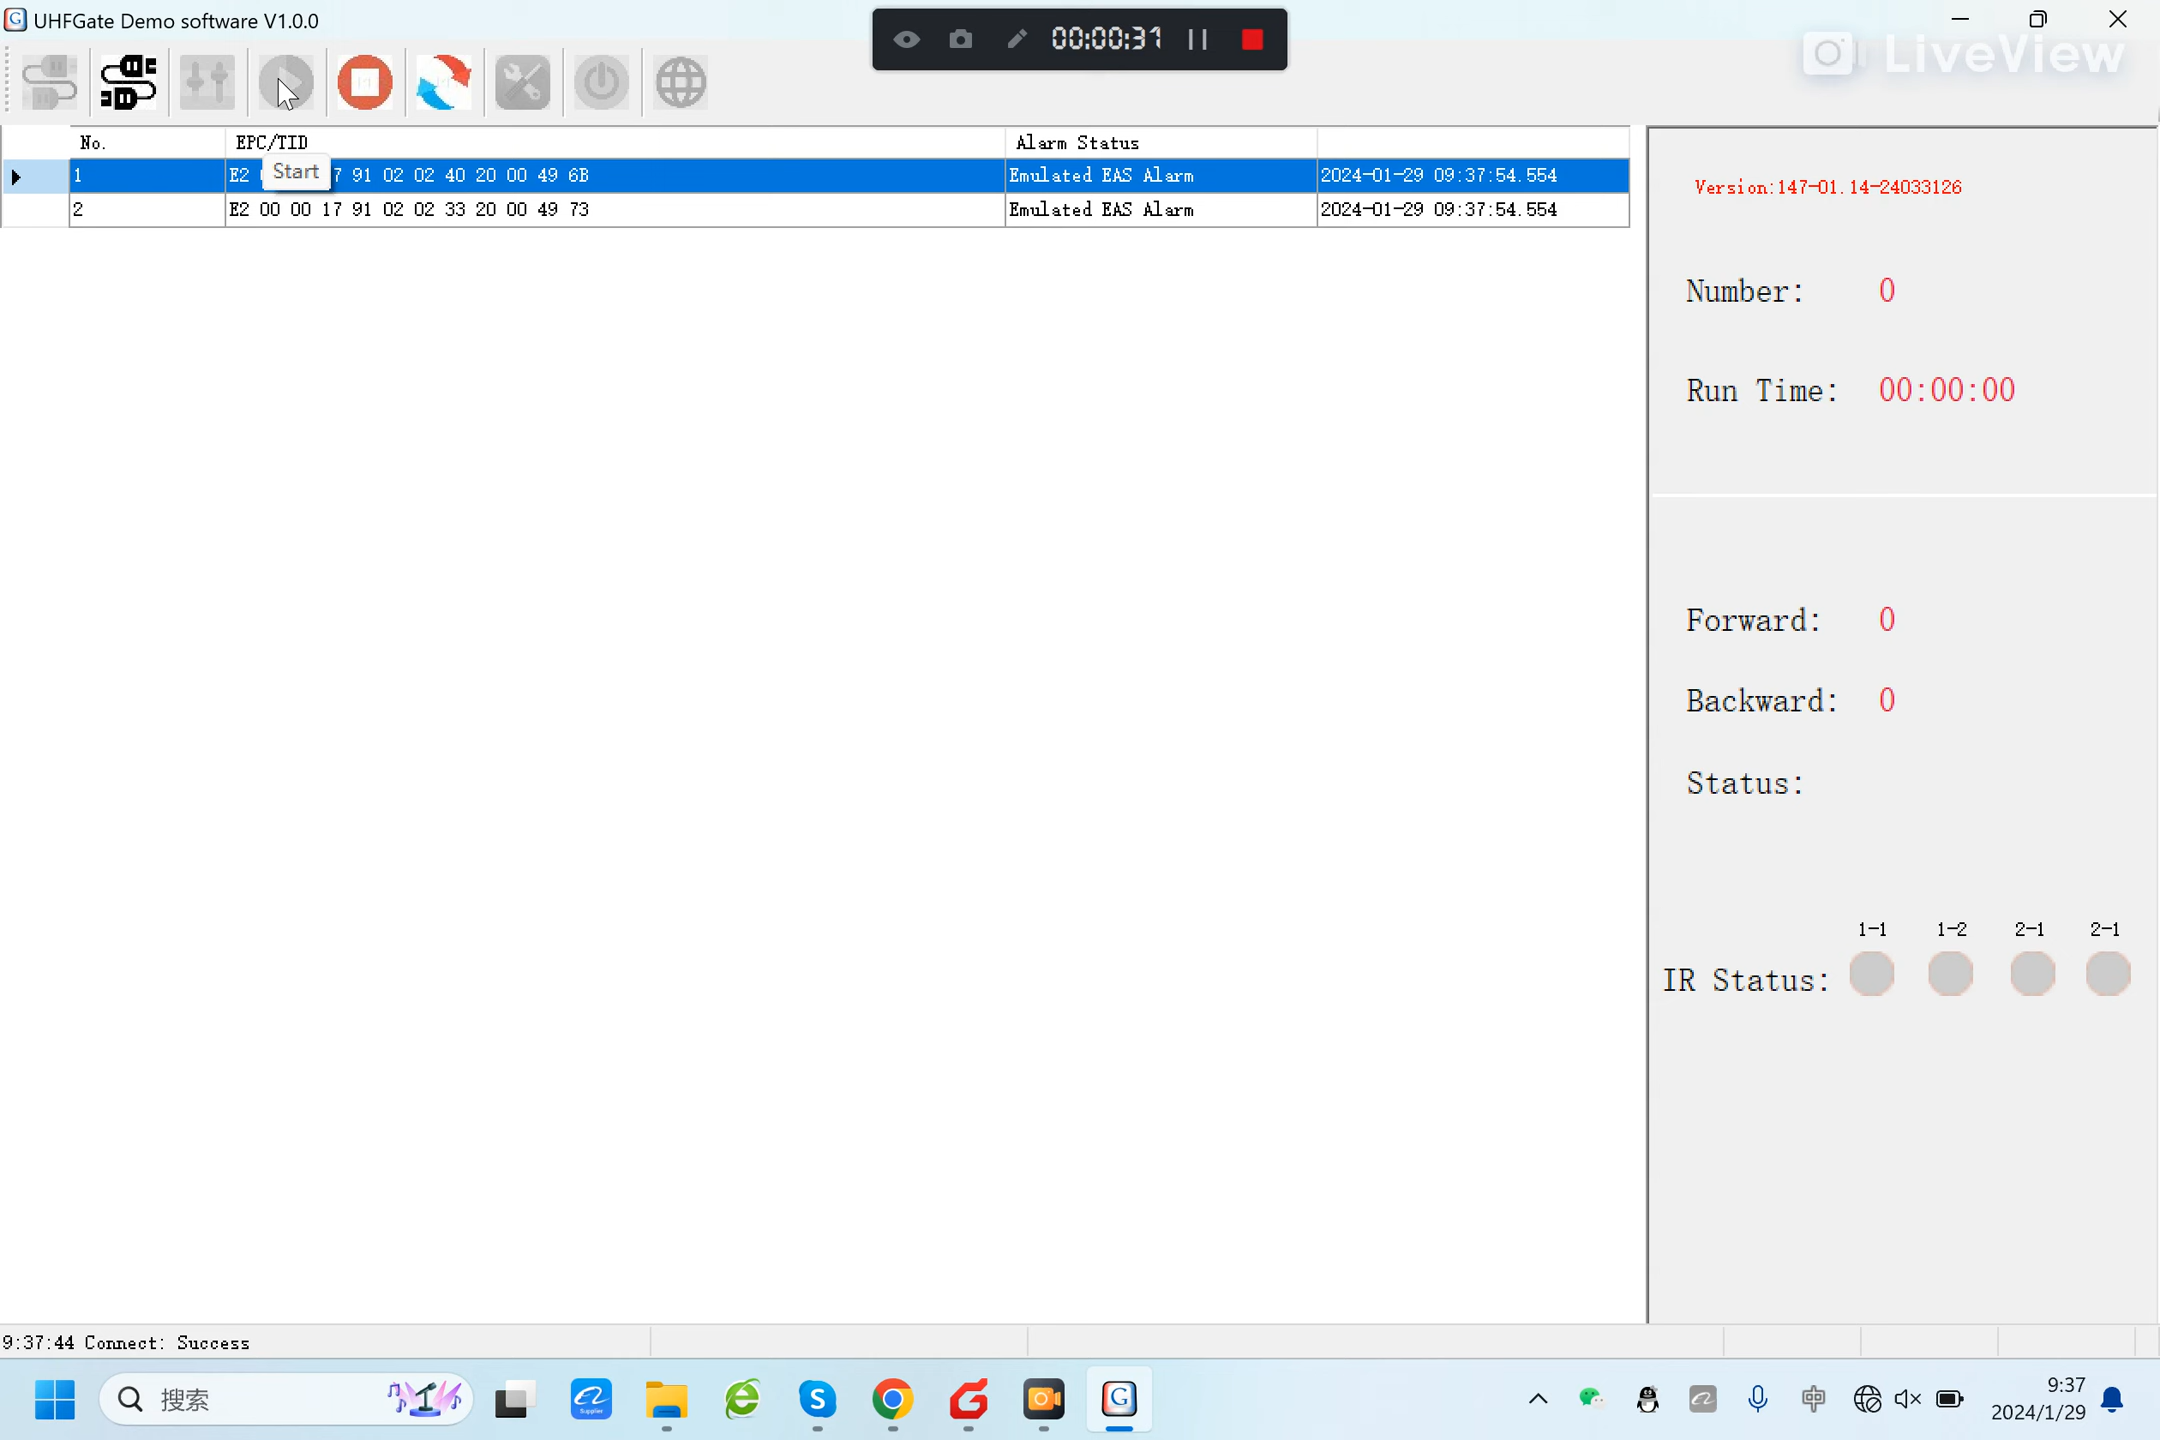 UHFGate Demo software V1.0.0
00:00:31
LiveView
No. EPC/TID Alarm Status
Start
1 E2 7 91 02 02 40 20 00 49 6B Emulated EAS Alarm 2024-01-29 09:37:54.554
2 E2 00 00 17 91 02 02 33 20 00 49 73 Emulated EAS Alarm 2024-01-29 09:37:54.554
Version:147-01.14-24033126
Number: 0
Run Time: 00:00:00
Forward: 0
Backward: 0
Status:
1-1 1-2 2-1 2-1
IR Status:
9:37:44 Connect: Success
搜索
Supplier
中
9:37
2024/1/29